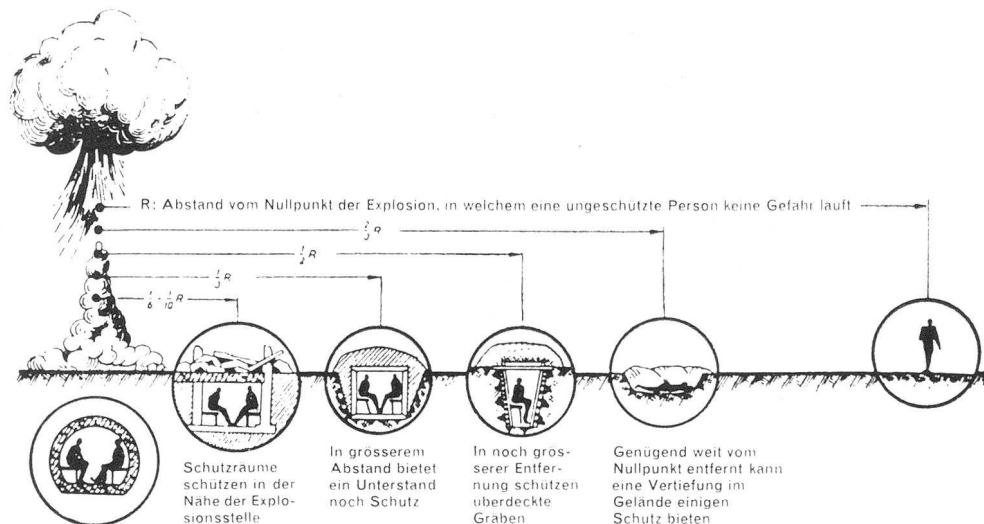 R: Abstand vom Nullpunkt der Explosion, in welchem eine ungeschützte Person keine Gefahr läuft
2/3 R
1/2 R
1/3 R
1/6 - 1/10 R
Schutzräume
schützen in der
Nähe der Explo-
sionsstelle
In grösserem
Abstand bietet
ein Unterstand
noch Schutz
In noch grös-
serer Entfer-
nung schützen
überdeckte
Gräben
Genügend weit vom
Nullpunkt entfernt kann
eine Vertiefung im
Gelände einigen
Schutz bieten